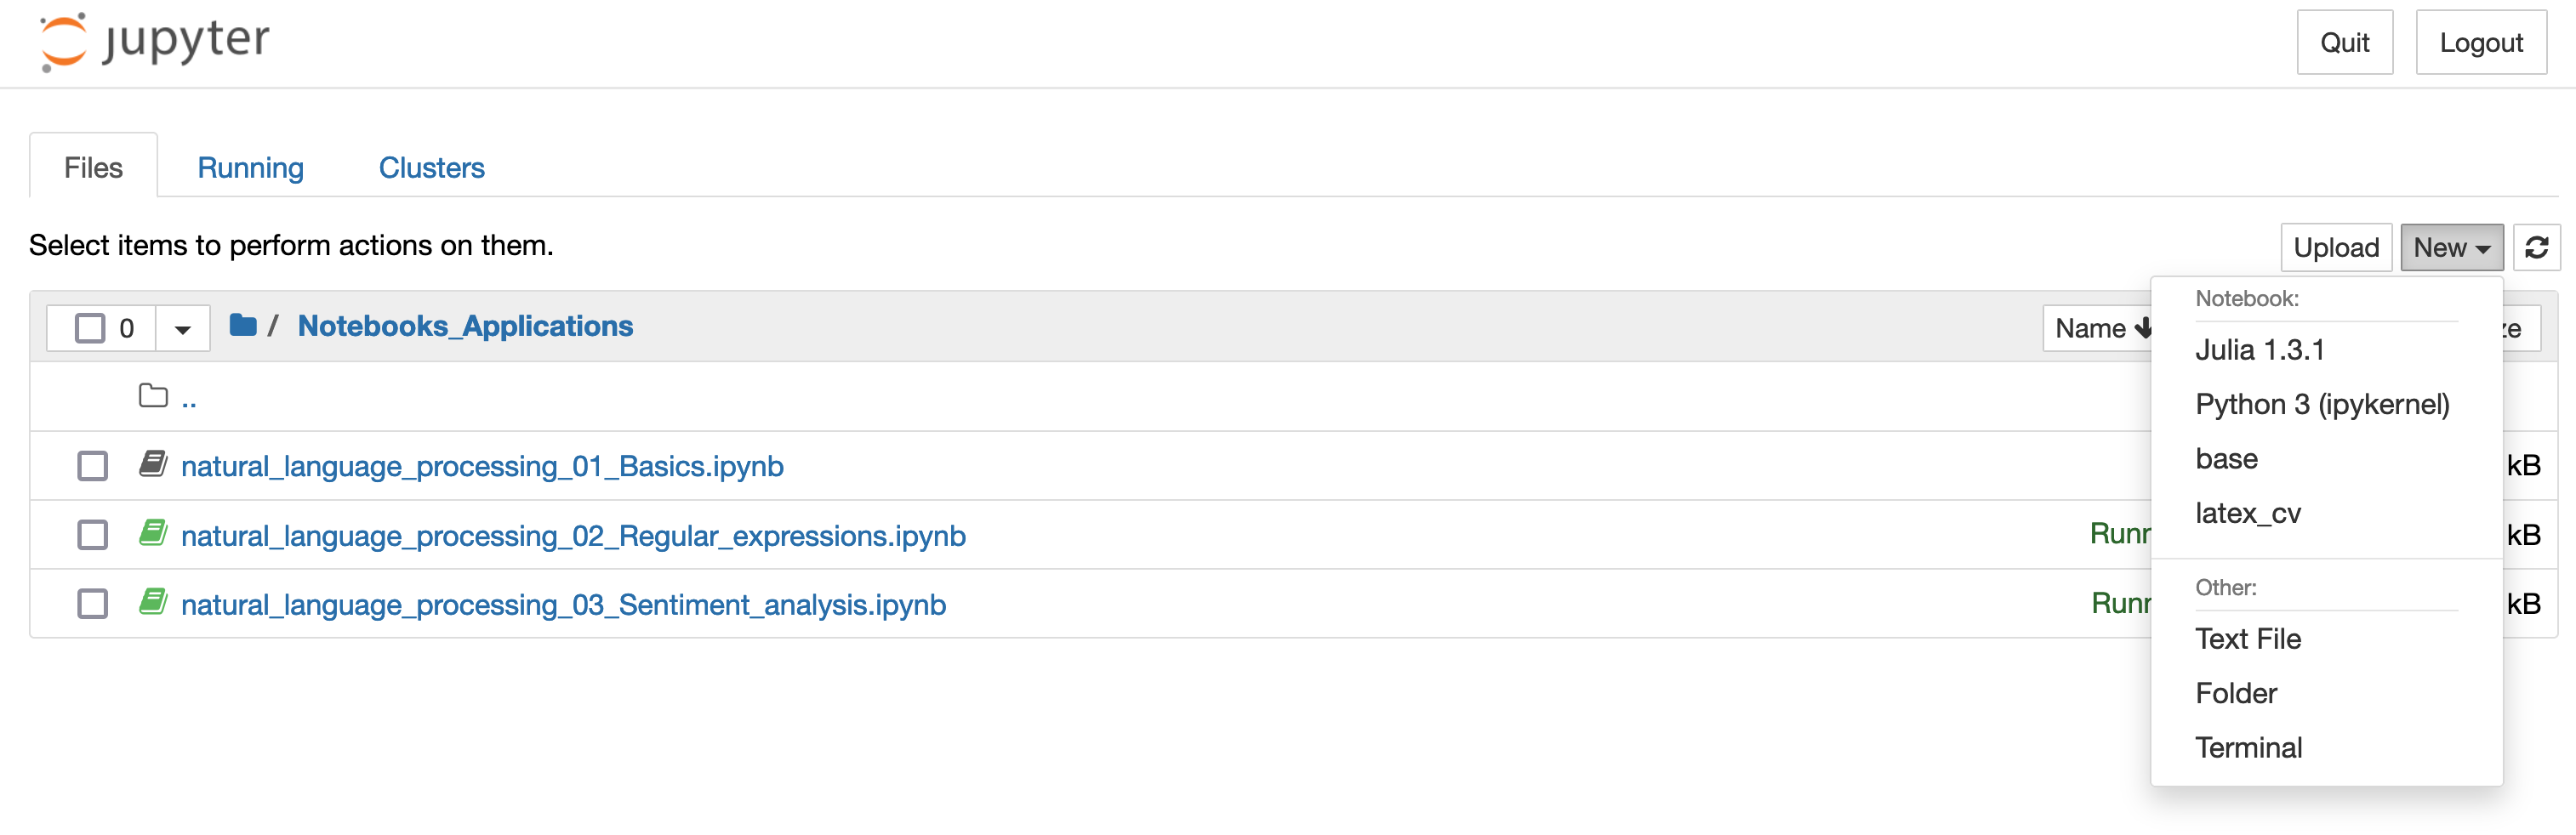 jupyter
Quit Logout
Files Running Clusters
Select items to perform actions on them.
Upload New
0 / Notebooks_Applications Name
..
natural_language_processing_01_Basics.ipynb kB
natural_language_processing_02_Regular_expressions.ipynb kB
natural_language_processing_03_Sentiment_analysis.ipynb kB
Notebook:
Julia 1.3.1
Python 3 (ipykernel)
base
latex_cv
Other:
Text File
Folder
Terminal